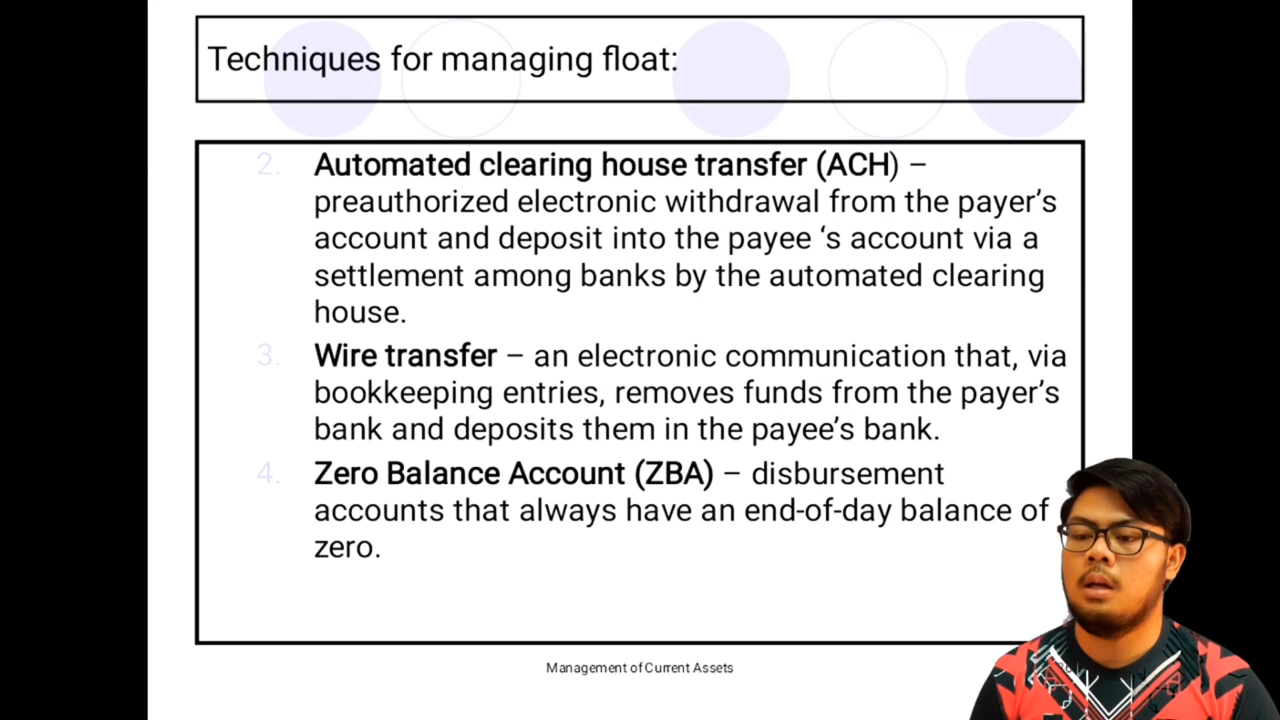 Techniques for managing float:
2. Automated clearing house transfer (ACH) –
preauthorized electronic withdrawal from the payer’s
account and deposit into the payee ‘s account via a
settlement among banks by the automated clearing
house.
3. Wire transfer – an electronic communication that, via
bookkeeping entries, removes funds from the payer’s
bank and deposits them in the payee’s bank.
4. Zero Balance Account (ZBA) – disbursement
accounts that always have an end-of-day balance of
zero.
Management of Current Assets